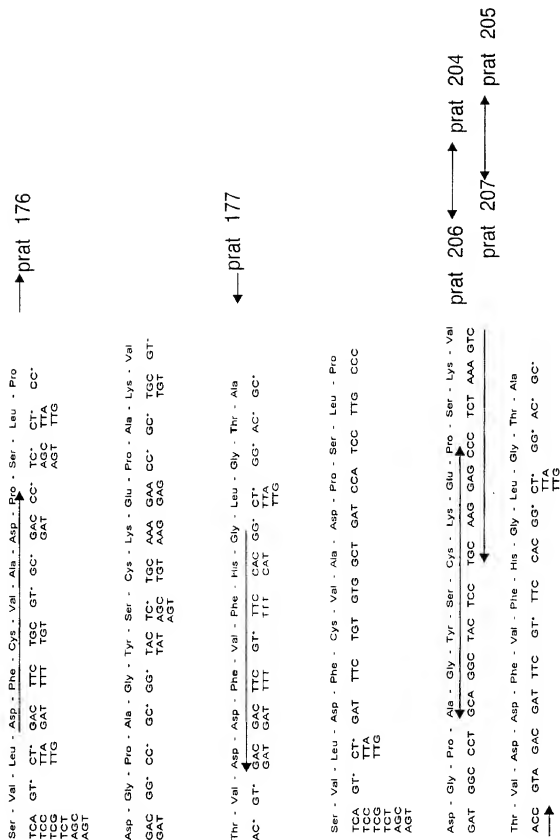 Ser - Val - Leu - Asp - Phe - Cys - Val - Ala - Asp - Pro - Ser - Leu - Pro
TCA GT* CT* GAC TTC TGC GT* GC* GAC CC* TC* CT* CC*
TCC TTA GAT TTT TGT GAT AGC TTA
TCG TTG AGT TTG
TCT
AGC
AGT
prat 176
Asp - Gly - Pro - Ala - Gly - Tyr - Ser - Cys - Lys - Glu - Pro - Ala - Lys - Val
GAC GG* CC* GC* GG* TAC TC* TGC AAA GAA CC* GC* TGC GT*
GAT TAT AGC TGT AAG GAG TGT
AGT
prat 177
Thr - Val - Asp - Asp - Phe - Val - Phe - His - Gly - Leu - Gly - Thr - Ala
AC* GT* GAC GAC TTC GT* TTC CAC GG* CT* GG* AC* GC*
GAT GAT TTT TTT CAT TTA
TTG
Ser - Val - Leu - Asp - Phe - Cys - Val - Ala - Asp - Pro - Ser - Leu - Pro
TCA GT* CT* GAT TTC TGT GTG GCT GAT CCA TCC TTG CCC
TCC TTA
TCG TTG
TCT
AGC
AGT
prat 206 prat 204
Asp - Gly - Pro - Ala - Gly - Tyr - Ser - Cys - Lys - Glu - Pro - Ser - Lys - Val
GAT GGC CCT GCA GGC TAC TCC TGC AAG GAG CCC TCT AAA GTC
prat 207 prat 205
Thr - Val - Asp - Asp - Phe - Val - Phe - His - Gly - Leu - Gly - Thr - Ala
ACC GTA GAC GAT TTC GT* TTC CAC GG* CT* GG* AC* GC*
TTA
TTG